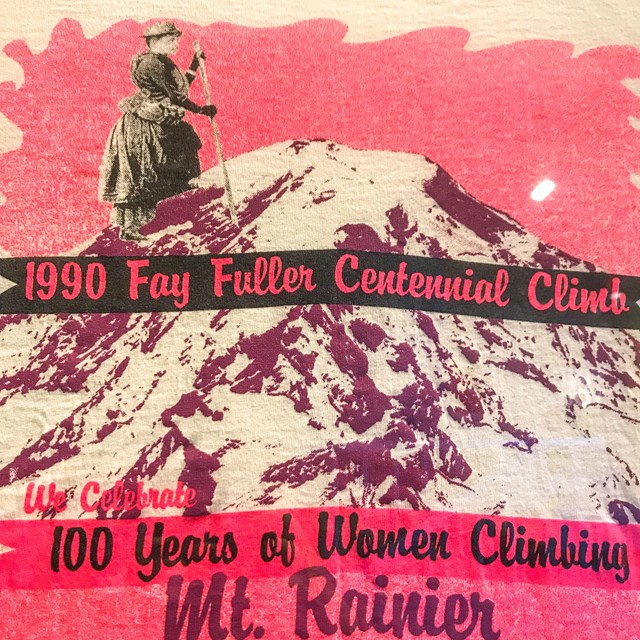 1990 Fay Fuller Centennial Climb
We Celebrate
100 Years of Women Climbing
Mt. Rainier